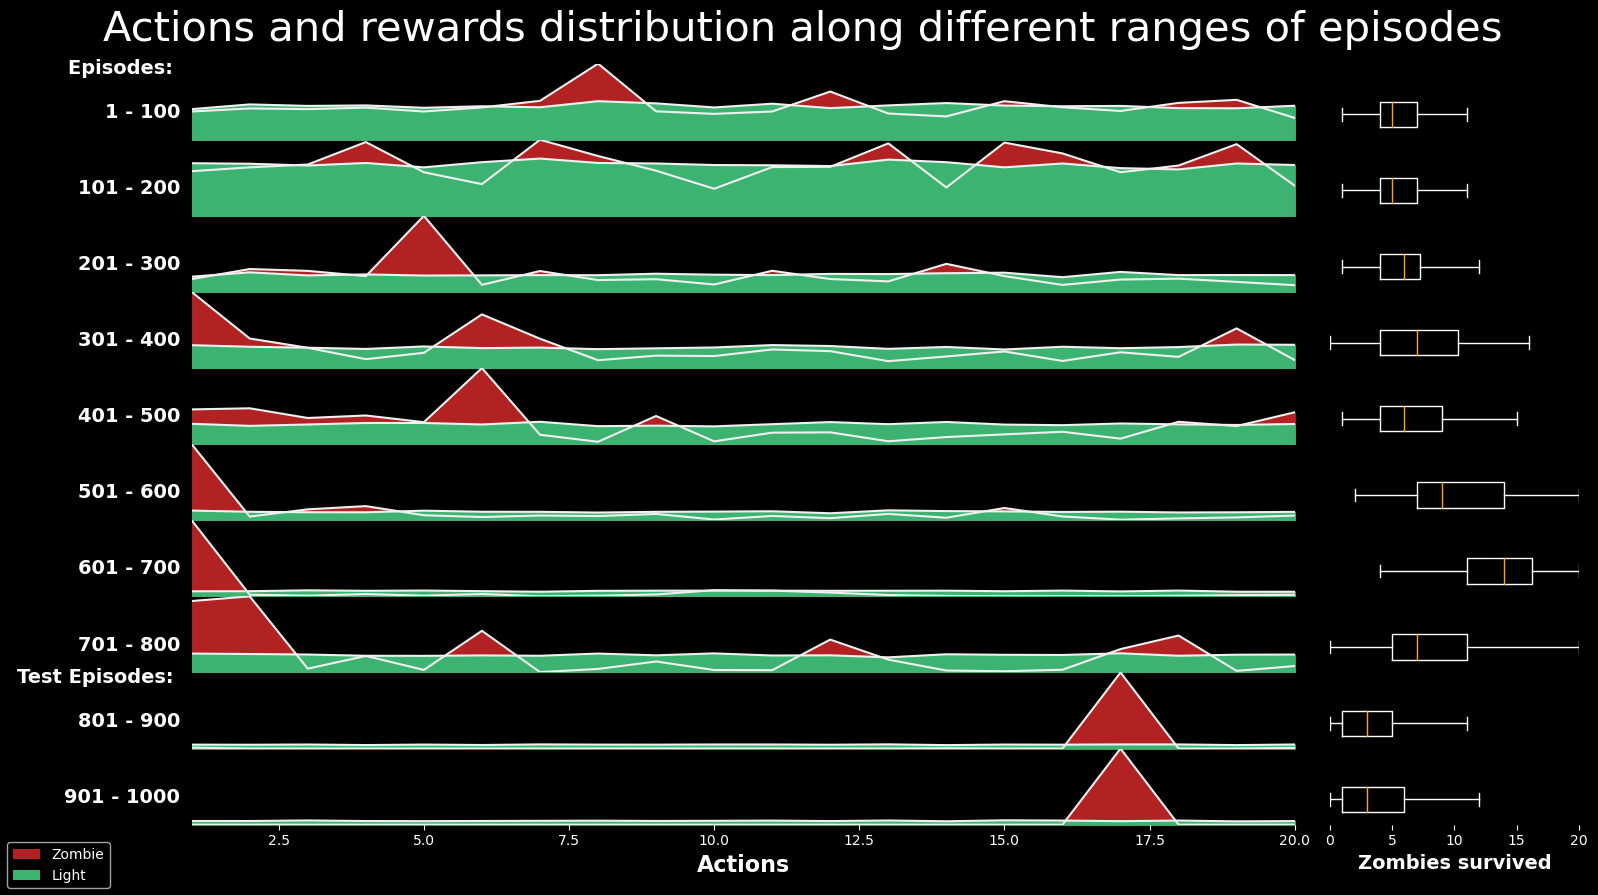 Actions and rewards distribution along different ranges of episodes
Episodes:
1 - 100
101 - 200
201 - 300
301 - 400
401 - 500
501 - 600
601 - 700
701 - 800
Test Episodes:
801 - 900
901 - 1000
2.5 5.0 7.5 10.0 12.5 15.0 17.5 20.0
Actions
0 5 10 15 20
Zombies survived
Zombie
Light